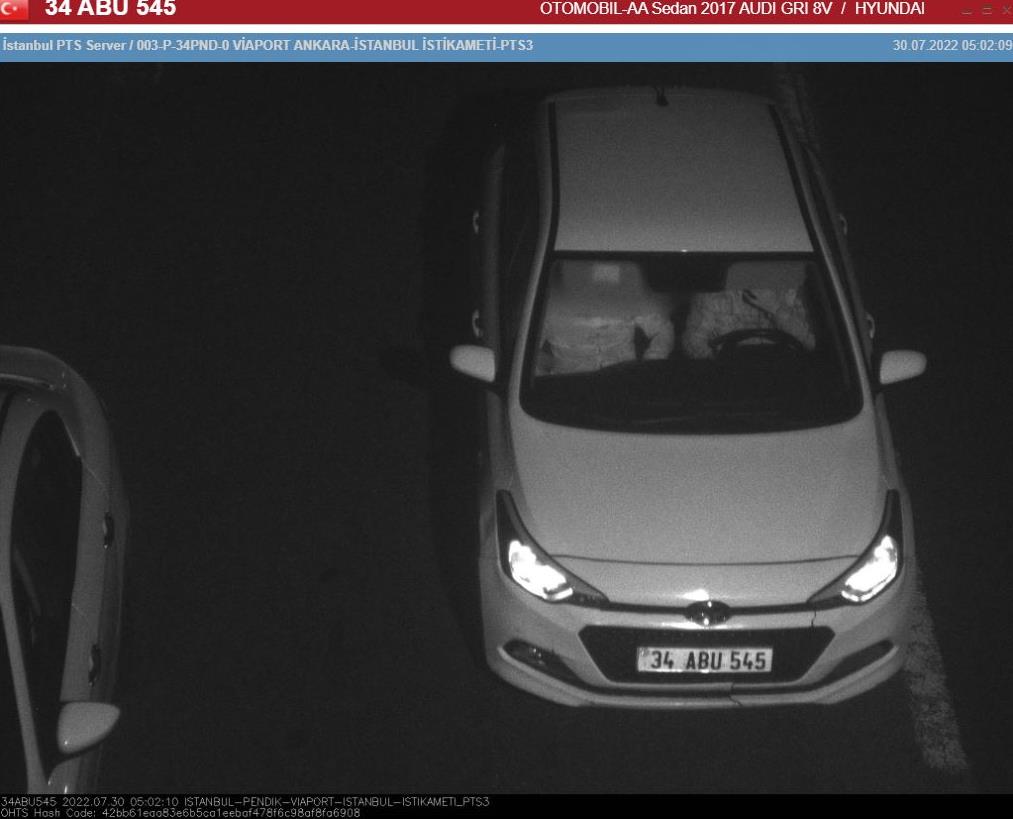 34 ABU 545 OTOMOBIL-AA Sedan 2017 AUDI GRI 8V / HYUNDAI
İstanbul PTS Server / 003-P-34PND-0 VİAPORT ANKARA-İSTANBUL İSTİKAMETİ-PTS3 30.07.2022 05:02:09
34 ABU 545
34ABU545 2022.07.30 05:02:10 ISTANBUL-PENDIK-VIAPORT-ISTANBUL-ISTIKAMETI_PTS3
OHTS Hash Code: 42bb61eaa83e6b5ca1eebaf478f6c98af8fa6908